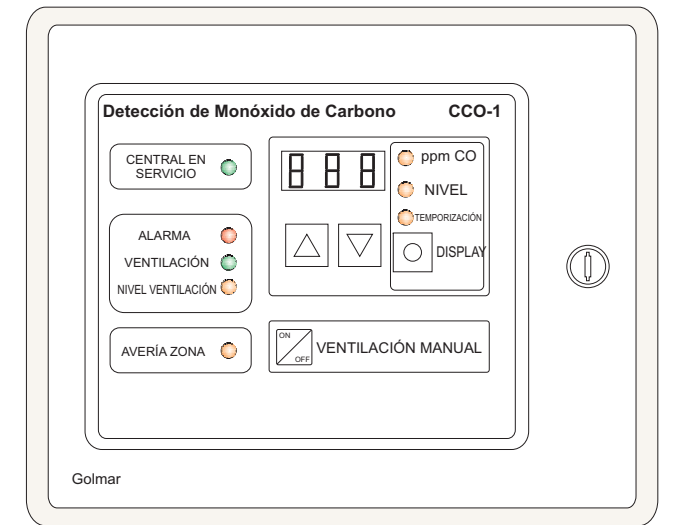 Detección de Monóxido de Carbono CCO-1
CENTRAL EN
SERVICIO
888
ppm CO
NIVEL
TEMPORIZACIÓN
DISPLAY
ALARMA
VENTILACIÓN
NIVEL VENTILACIÓN
AVERÍA ZONA
ON
OFF
VENTILACIÓN MANUAL
Golmar